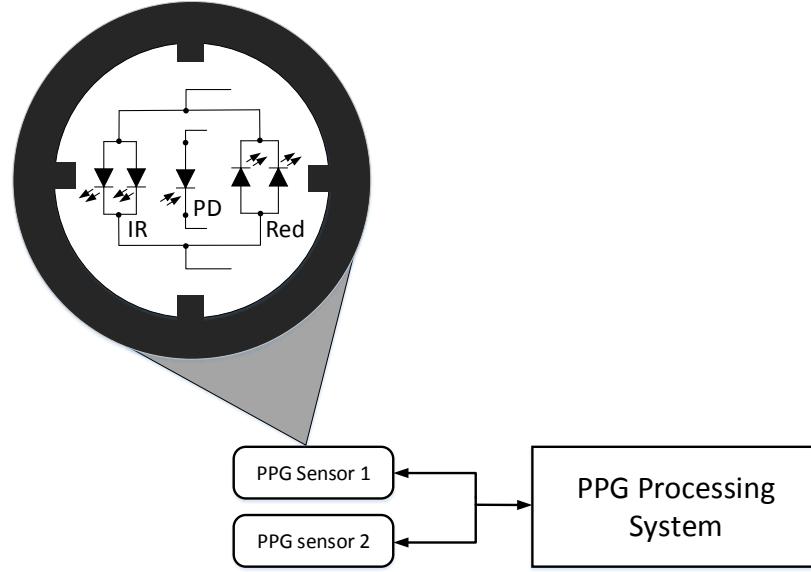 IR
PD
Red
PPG Sensor 1
PPG sensor 2
PPG Processing
System